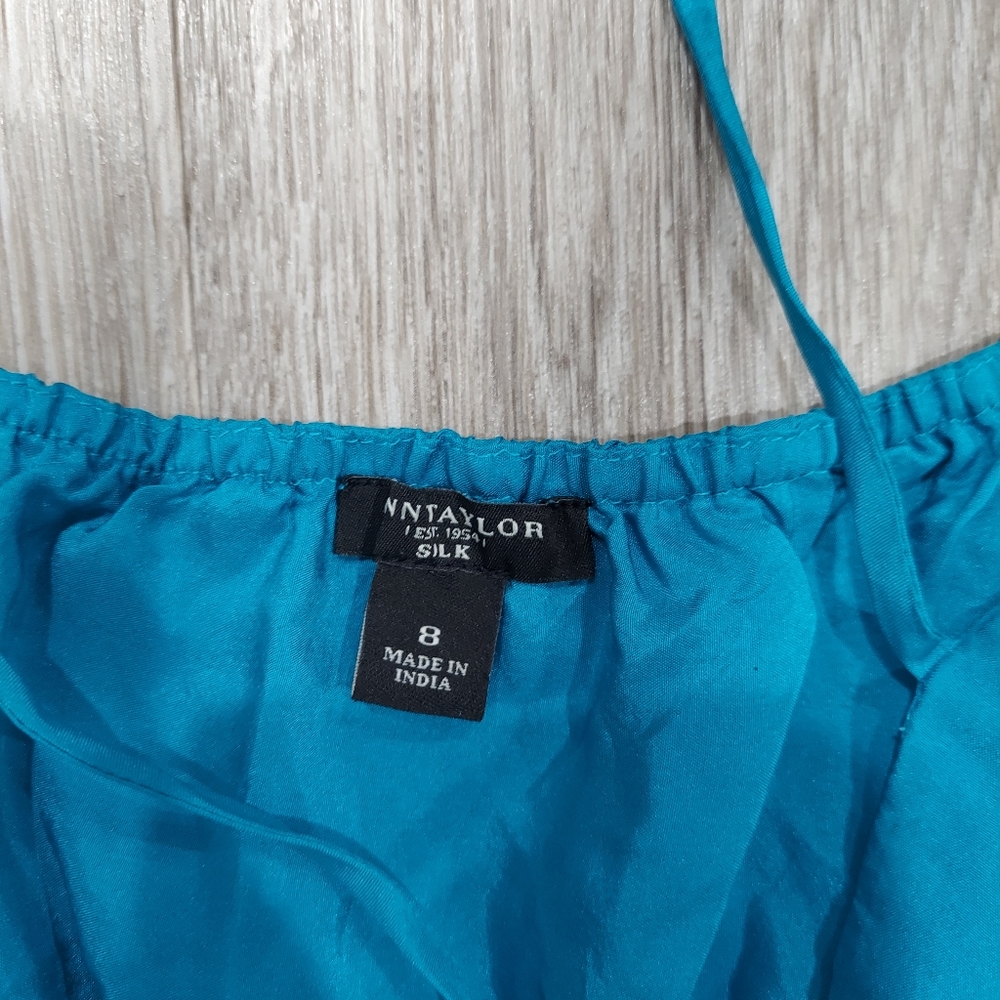 NNTAYLOR
EST. 1954
SILK
8
MADE IN
INDIA